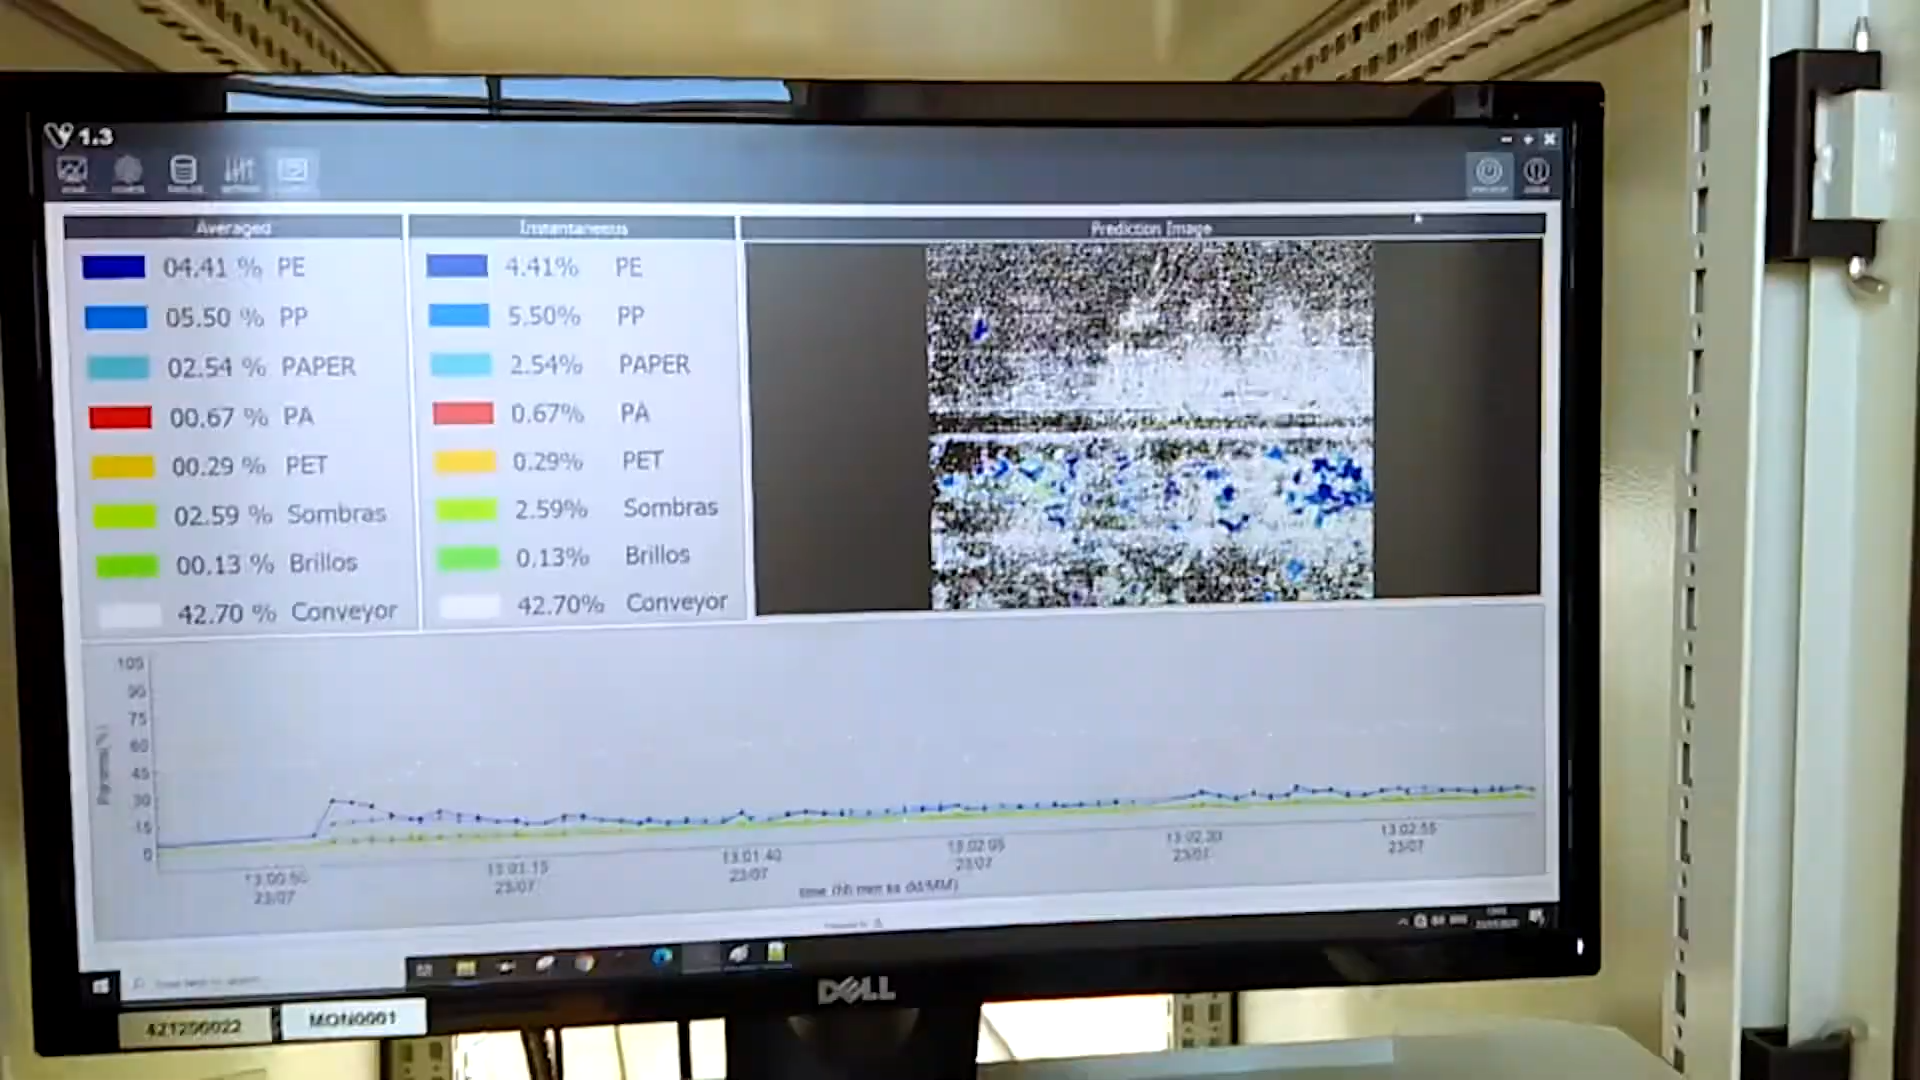 1.3
Averaged
04.41 % PE
05.50 % PP
02.54 % PAPER
00.67 % PA
00.29 % PET
02.59 % Sombras
00.13 % Brillos
42.70 % Conveyor
Instantaneous
4.41% PE
5.50% PP
2.54% PAPER
0.67% PA
0.29% PET
2.59% Sombras
0.13% Brillos
42.70% Conveyor
Prediction Image
105
90
75
60
45
30
15
0
13:00:50
23/07
13:01:15
23/07
13:01:40
23/07
13:02:05
23/07
13:02:30
23/07
13:02:55
23/07
DELL
421200022
MON0001